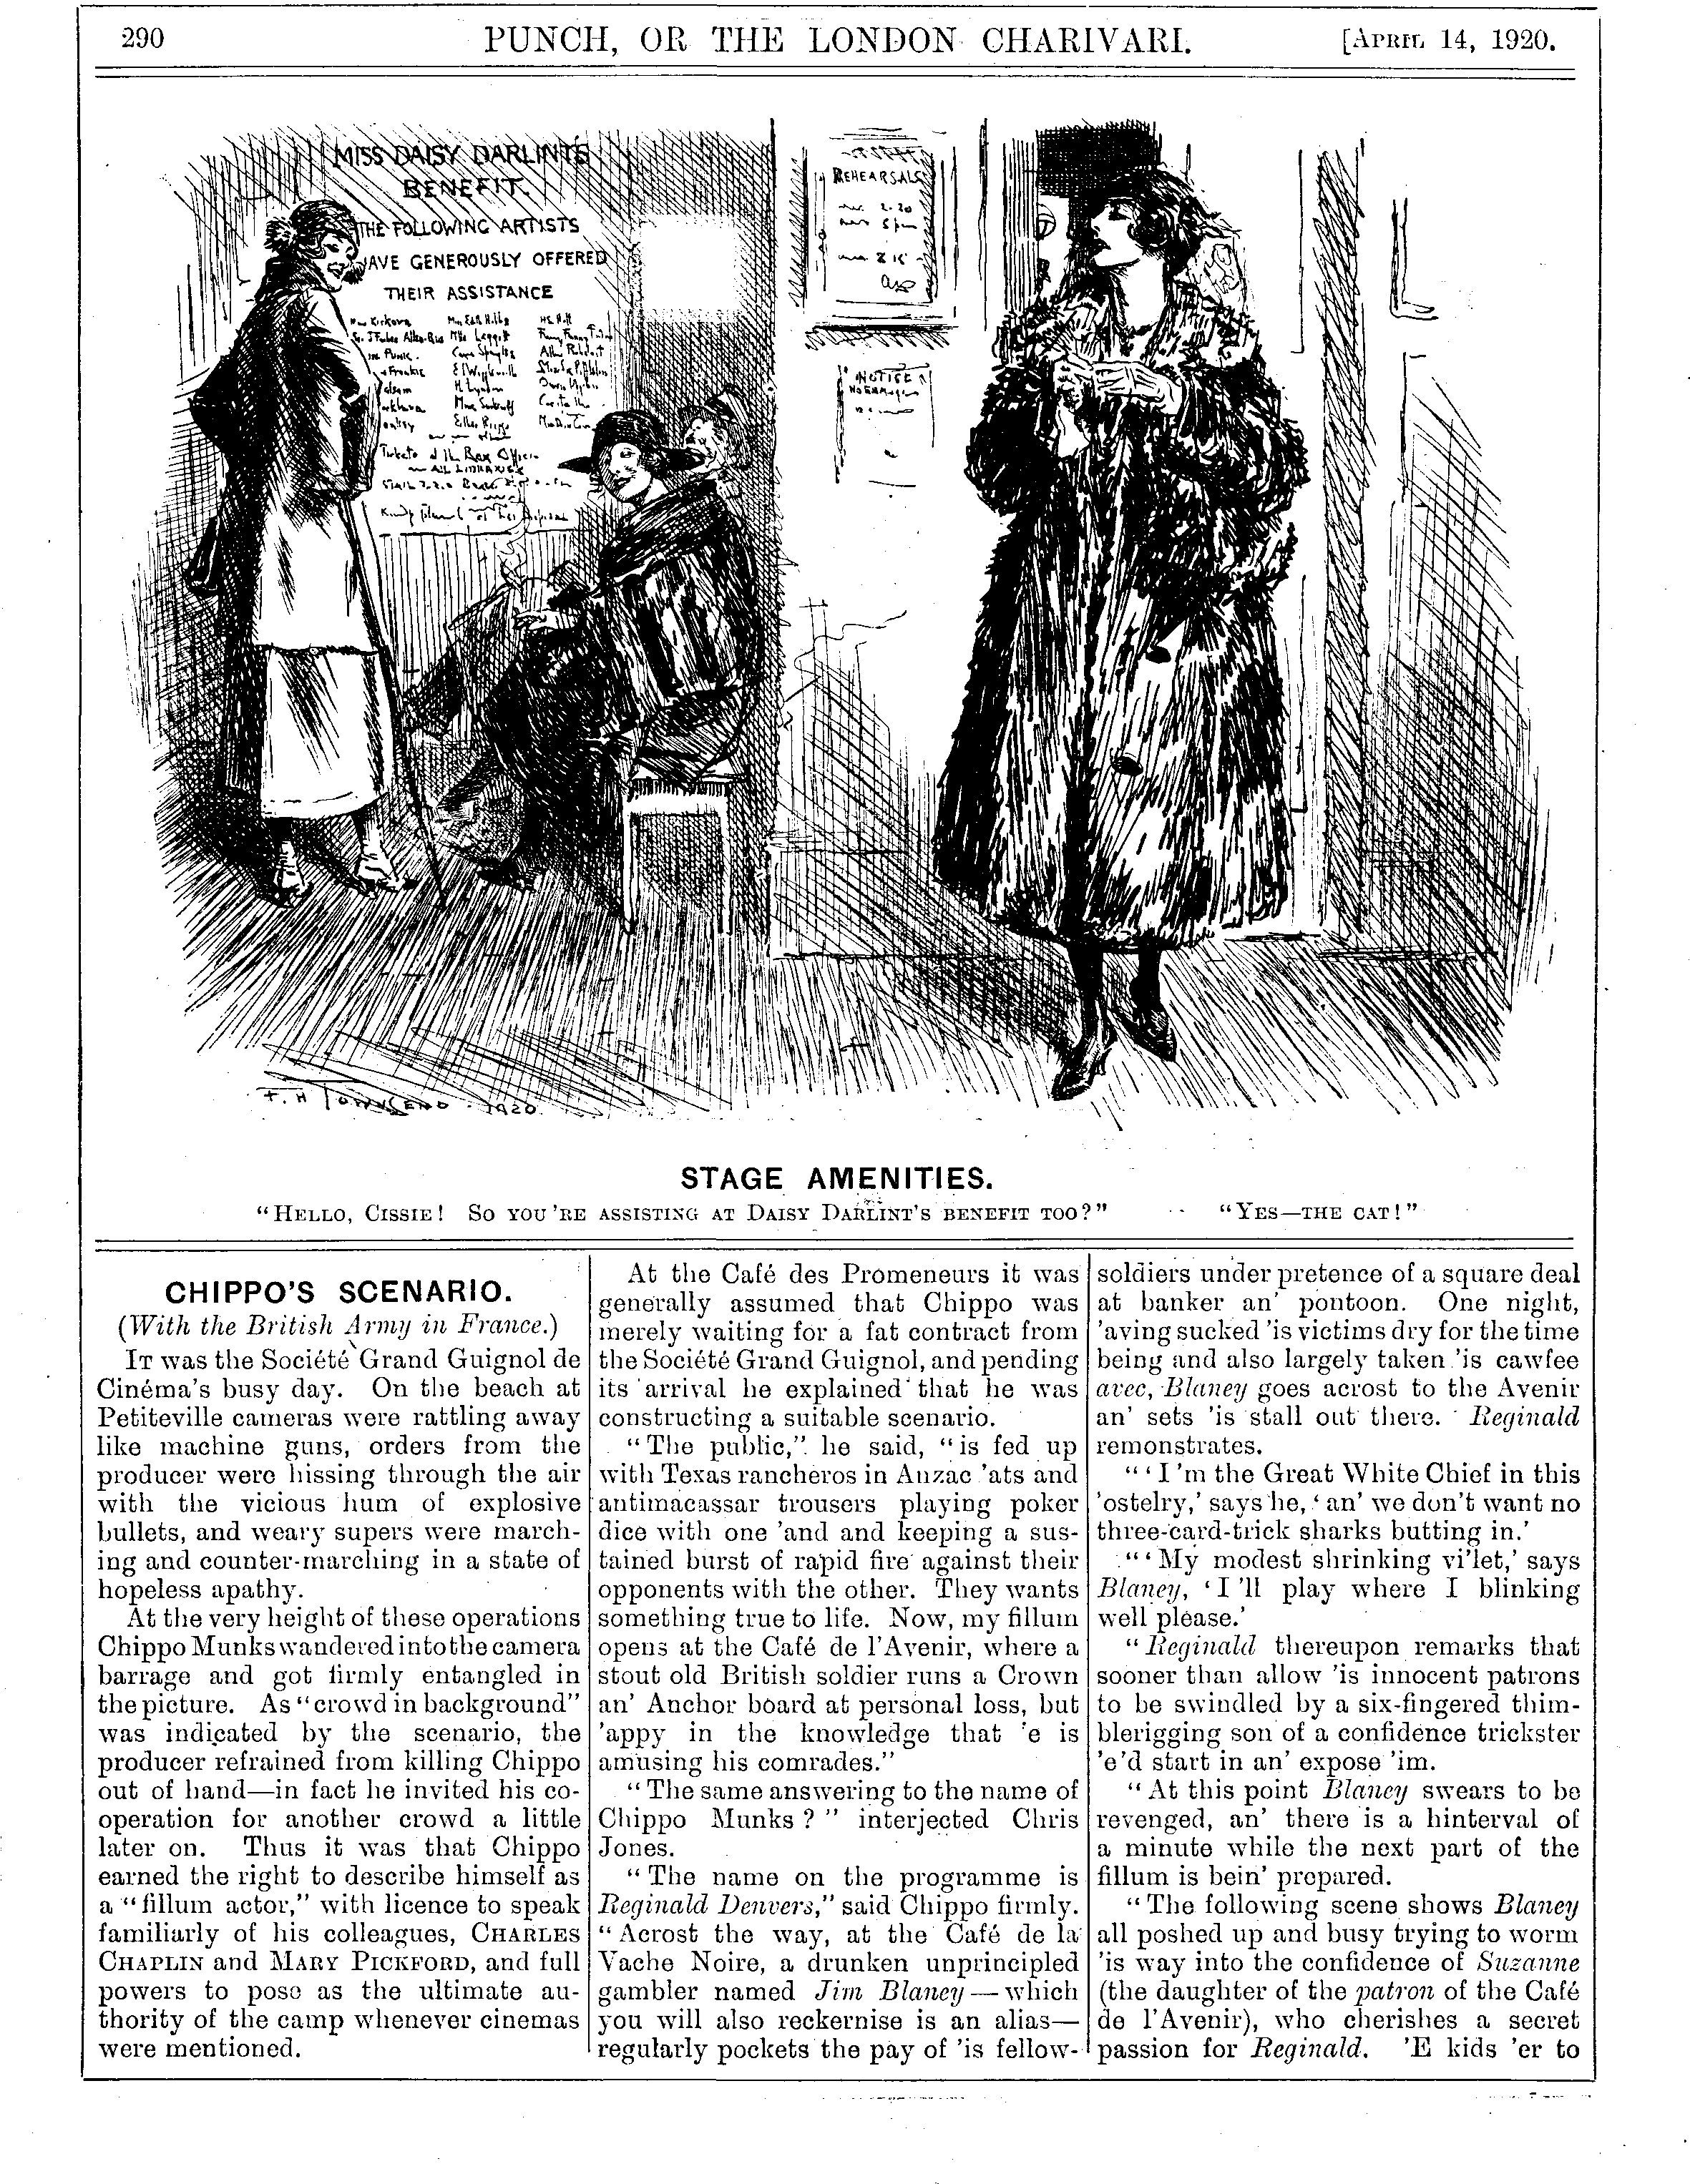 290
PUNCH, OR THE LONDON CHARIVARI.
[APRIL 14, 1920.
MISS DAISY DARLINT'S
BENEFIT.
THE FOLLOWING ARTISTS
HAVE GENEROUSLY OFFERED
THEIR ASSISTANCE
REHEARSALS
2.20
5 pm
NOTICE
F. H. TOWNSEND 1920
STAGE AMENITIES.
"HELLO, CISSIE! SO YOU'RE ASSISTING AT DAISY DARLINT'S BENEFIT TOO?" "YES—THE CAT!"
CHIPPO'S SCENARIO.
(With the British Army in France.)
IT was the Société Grand Guignol de
Cinéma's busy day. On the beach at
Petiteville cameras were rattling away
like machine guns, orders from the
producer were hissing through the air
with the vicious hum of explosive
bullets, and weary supers were march-
ing and counter-marching in a state of
hopeless apathy.
At the very height of these operations
Chippo Munks wandered into the camera
barrage and got firmly entangled in
the picture. As "crowd in background"
was indicated by the scenario, the
producer refrained from killing Chippo
out of hand—in fact he invited his co-
operation for another crowd a little
later on. Thus it was that Chippo
earned the right to describe himself as
a "fillum actor," with licence to speak
familiarly of his colleagues, CHARLES
CHAPLIN and MARY PICKFORD, and full
powers to pose as the ultimate au-
thority of the camp whenever cinemas
were mentioned.
At the Café des Promeneurs it was
generally assumed that Chippo was
merely waiting for a fat contract from
the Société Grand Guignol, and pending
its arrival he explained that he was
constructing a suitable scenario.
"The public," he said, "is fed up
with Texas rancheros in Anzac 'ats and
antimacassar trousers playing poker
dice with one 'and and keeping a sus-
tained burst of rapid fire against their
opponents with the other. They wants
something true to life. Now, my fillum
opens at the Café de l'Avenir, where a
stout old British soldier runs a Crown
an' Anchor board at personal loss, but
'appy in the knowledge that 'e is
amusing his comrades."
"The same answering to the name of
Chippo Munks?" interjected Chris
Jones.
"The name on the programme is
Reginald Denvers," said Chippo firmly.
"Acrost the way, at the Café de la
Vache Noire, a drunken unprincipled
gambler named Jim Blaney—which
you will also reckernise is an alias—
regularly pockets the pay of 'is fellow-
soldiers under pretence of a square deal
at banker an' pontoon. One night,
'aving sucked 'is victims dry for the time
being and also largely taken 'is cawfee
avec, Blaney goes acrost to the Avenir
an' sets 'is stall out there. Reginald
remonstrates.
"'I'm the Great White Chief in this
'ostelry,' says he, 'an' we don't want no
three-card-trick sharks butting in.'
"'My modest shrinking vi'let,' says
Blaney, 'I'll play where I blinking
well please.'
"Reginald thereupon remarks that
sooner than allow 'is innocent patrons
to be swindled by a six-fingered thim-
blerigging son of a confidence trickster
'e'd start in an' expose 'im.
"At this point Blaney swears to be
revenged, an' there is a hinterval of
a minute while the next part of the
fillum is bein' prepared.
"The following scene shows Blaney
all poshed up and busy trying to worm
'is way into the confidence of Suzanne
(the daughter of the patron of the Café
de l'Avenir), who cherishes a secret
passion for Reginald. 'E kids 'er to